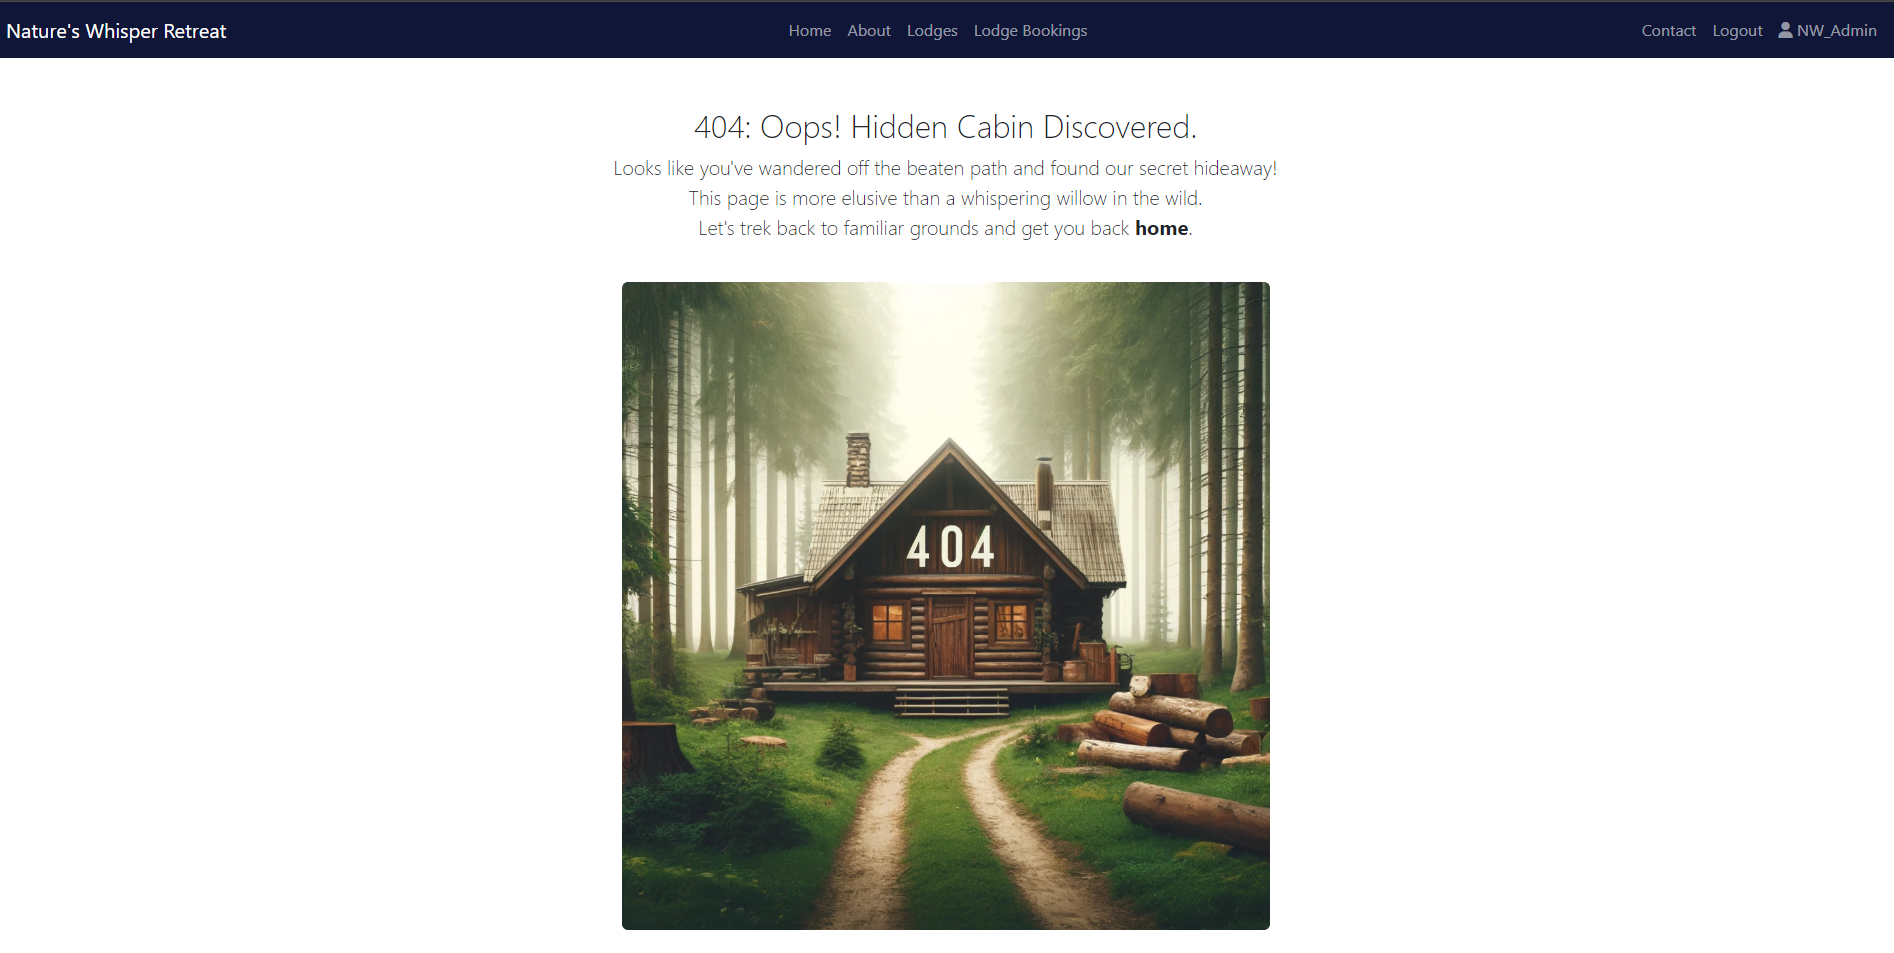 Nature's Whisper Retreat
Home About Lodges Lodge Bookings
Contact Logout NW_Admin
404: Oops! Hidden Cabin Discovered.
Looks like you've wandered off the beaten path and found our secret hideaway!
This page is more elusive than a whispering willow in the wild.
Let's trek back to familiar grounds and get you back home.
404